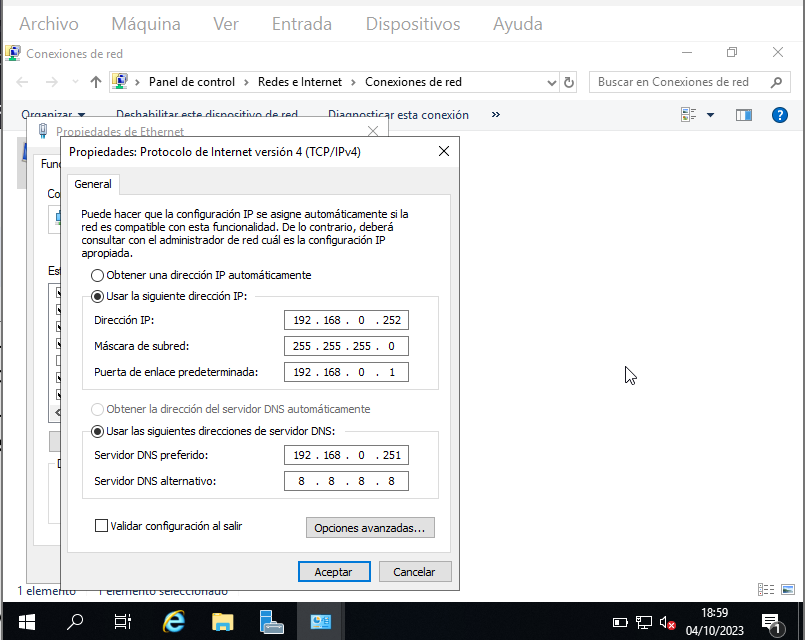 Archivo Máquina Ver Entrada Dispositivos Ayuda
Conexiones de red
Panel de control Redes e Internet Conexiones de red
Buscar en Conexiones de red
Organizar Deshabilitar este dispositivo de red Diagnosticar esta conexión »
Propiedades de Ethernet
Propiedades: Protocolo de Internet versión 4 (TCP/IPv4)
General
Puede hacer que la configuración IP se asigne automáticamente si la
red es compatible con esta funcionalidad. De lo contrario, deberá
consultar con el administrador de red cuál es la configuración IP
apropiada.
Obtener una dirección IP automáticamente
Usar la siguiente dirección IP:
Dirección IP: 192 . 168 . 0 . 252
Máscara de subred: 255 . 255 . 255 . 0
Puerta de enlace predeterminada: 192 . 168 . 0 . 1
Obtener la dirección del servidor DNS automáticamente
Usar las siguientes direcciones de servidor DNS:
Servidor DNS preferido: 192 . 168 . 0 . 251
Servidor DNS alternativo: 8 . 8 . 8 . 8
Validar configuración al salir
Opciones avanzadas...
Aceptar Cancelar
1 elemento 1 elemento seleccionado
18:59
04/10/2023
1